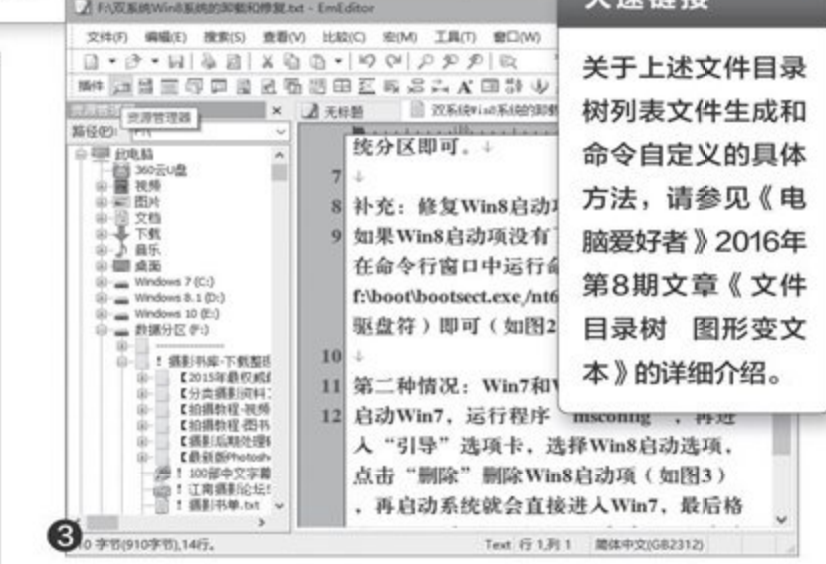 F:\双系统Win8系统的卸载和修复.txt - EmEditor
文件(F) 编辑(E) 搜索(S) 查看(V) 比较(C) 宏(M) 工具(T) 窗口(W)
插件
资源管理器
路径(P):
无标题
双系统Win8系统的卸载
此电脑
360云U盘
视频
图片
文档
下载
音乐
桌面
Windows 7 (C:)
Windows 8.1 (D:)
Windows 10 (E:)
数据分区 (F:)
！摄影书库-下载整理
【2015年最权威
【分类摄影资料
【拍摄教程-视频
【拍摄教程-图书
【摄影后期处理
【最新版Photosh
！100部中文字幕
！江南摄影论坛
！摄影书单.txt
统分区即可。↓
7 ↓
8 补充：修复Win8启动
9 如果Win8启动项没有
在命令行窗口中运行
f:\boot\bootsect.exe/nt6
驱盘符）即可（如图2
10 ↓
11 第二种情况：Win7和
12 启动Win7，运行程序“msconfig”，再进
入“引导”选项卡，选择Win8启动选项，
点击“删除”删除Win8启动项（如图3）
，再启动系统就会直接进入Win7，最后格
3
0 字节(910字节),14行。
Text 行 1,列 1 简体中文(GB2312)
关于上述文件目录
树列表文件生成和
命令自定义的具体
方法，请参见《电
脑爱好者》2016年
第8期文章《文件
目录树 图形变文
本》的详细介绍。